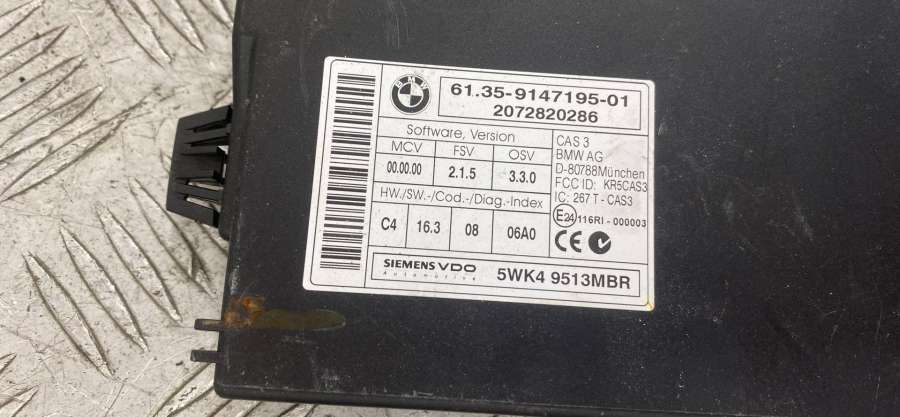 BMW
61.35-9147195-01
2072820286
Software, Version
MCV FSV OSV
00.00.00 2.1.5 3.3.0
HW./SW.-/Cod.-/Diag.-Index
C4 16.3 08 06A0
CAS 3
BMW AG
D-80788München
FCC ID: KR5CAS3
IC: 267 T - CAS3
E24 116RI - 000003
CE N
SIEMENS VDO
Automotive
5WK4 9513MBR